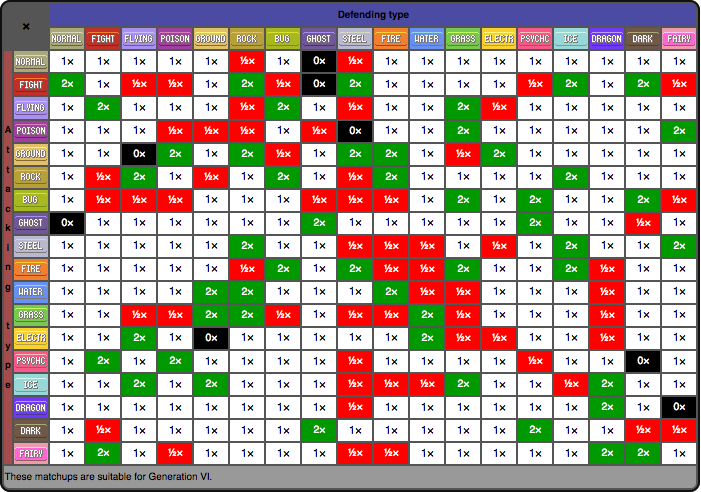 ×
Defending type
NORMAL FIGHT FLYING POISON GROUND ROCK BUG GHOST STEEL FIRE WATER GRASS ELECTR PSYCHC ICE DRAGON DARK FAIRY
Attacking type
NORMAL 1× 1× 1× 1× 1× ½× 1× 0× ½× 1× 1× 1× 1× 1× 1× 1× 1× 1×
FIGHT 2× 1× ½× ½× 1× 2× ½× 0× 2× 1× 1× 1× 1× ½× 2× 1× 2× ½×
FLYING 1× 2× 1× 1× 1× ½× 2× 1× ½× 1× 1× 2× ½× 1× 1× 1× 1× 1×
POISON 1× 1× 1× ½× ½× ½× 1× ½× 0× 1× 1× 2× 1× 1× 1× 1× 1× 2×
GROUND 1× 1× 0× 2× 1× 2× ½× 1× 2× 2× 1× ½× 2× 1× 1× 1× 1× 1×
ROCK 1× ½× 2× 1× ½× 1× 2× 1× ½× 2× 1× 1× 1× 1× 2× 1× 1× 1×
BUG 1× ½× ½× ½× 1× 1× 1× ½× ½× ½× 1× 2× 1× 2× 1× 1× 2× ½×
GHOST 0× 1× 1× 1× 1× 1× 1× 2× 1× 1× 1× 1× 1× 2× 1× 1× ½× 1×
STEEL 1× 1× 1× 1× 1× 2× 1× 1× ½× ½× ½× 1× ½× 1× 2× 1× 1× 2×
FIRE 1× 1× 1× 1× 1× ½× 2× 1× 2× ½× ½× 2× 1× 1× 2× ½× 1× 1×
WATER 1× 1× 1× 1× 2× 2× 1× 1× 1× 2× ½× ½× 1× 1× 1× ½× 1× 1×
GRASS 1× 1× ½× ½× 2× 2× ½× 1× ½× ½× 2× ½× 1× 1× 1× ½× 1× 1×
ELECTR 1× 1× 2× 1× 0× 1× 1× 1× 1× 1× 2× ½× ½× 1× 1× ½× 1× 1×
PSYCHC 1× 2× 1× 2× 1× 1× 1× 1× ½× 1× 1× 1× 1× ½× 1× 1× 0× 1×
ICE 1× 1× 2× 1× 2× 1× 1× 1× ½× ½× ½× 2× 1× 1× ½× 2× 1× 1×
DRAGON 1× 1× 1× 1× 1× 1× 1× 1× ½× 1× 1× 1× 1× 1× 1× 2× 1× 0×
DARK 1× ½× 1× 1× 1× 1× 1× 2× 1× 1× 1× 1× 1× 2× 1× 1× ½× ½×
FAIRY 1× 2× 1× ½× 1× 1× 1× 1× ½× ½× 1× 1× 1× 1× 1× 2× 2× 1×
These matchups are suitable for Generation VI.